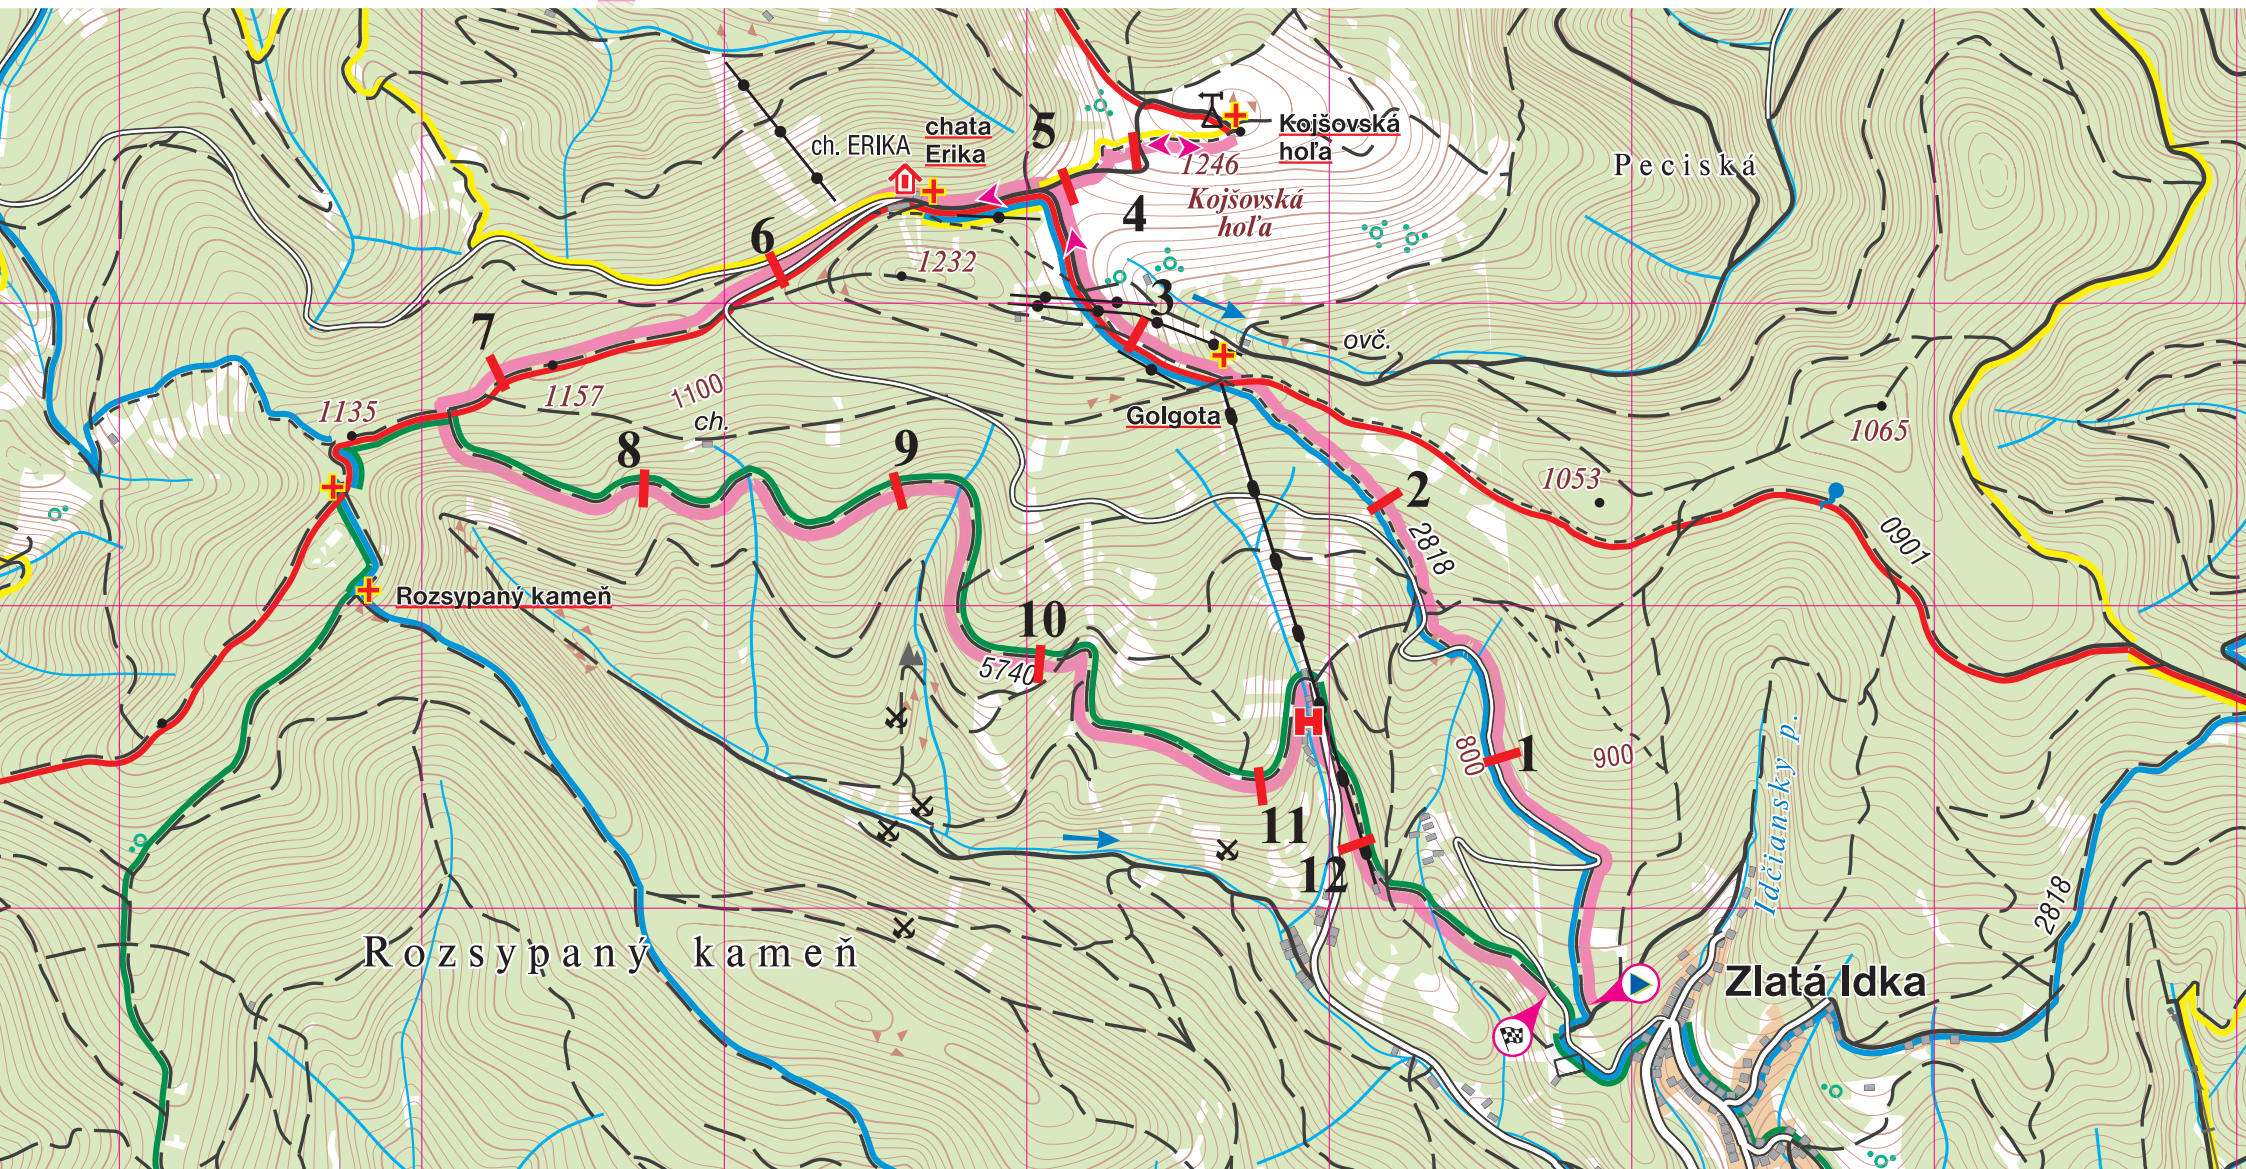 5
chata
Erika
ch. ERIKA
Kojšovská
hoľa
1246
Peciská
Kojšovská
hoľa
4
6
1232
3
7
ovč.
1157
1100
1135
ch.
Golgota
1065
8
9
1053
2
2818
0901
Rozsypaný kameň
10
5740
H
1
800
900
Idčiansky p.
11
12
2818
Rozsypaný kameň
Zlatá Idka